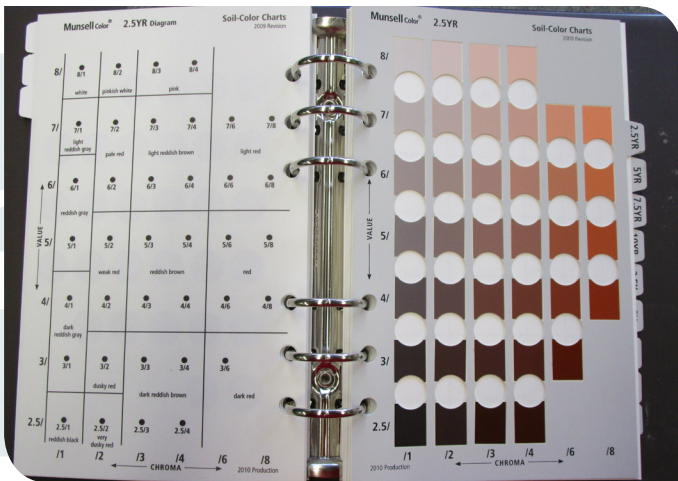 Munsell Color® 2.5YR Diagram
Soil-Color Charts
2009 Revision
8/
8/1 8/2 8/3 8/4
white pinkish white pink
7/
7/1 7/2 7/3 7/4 7/6 7/8
light
reddish gray pale red light reddish brown light red
6/
6/1 6/2 6/3 6/4 6/6 6/8
reddish gray
VALUE
5/
5/1 5/2 5/3 5/4 5/6 5/8
weak red reddish brown red
4/
4/1 4/2 4/3 4/4 4/6 4/8
dark
reddish gray
3/
3/1 3/2 3/3 3/4 3/6
dusky red dark reddish brown dark red
2.5/
2.5/1 2.5/2 2.5/3 2.5/4
reddish black very
dusky red
/1 /2 /3 /4 /6 /8
CHROMA
2010 Production
Munsell Color® 2.5YR
Soil-Color Charts
2009 Revision
8/
7/
6/
VALUE
5/
4/
3/
2.5/
/1 /2 /3 /4 /6 /8
CHROMA
2010 Production
2.5YR
5YR
7.5YR